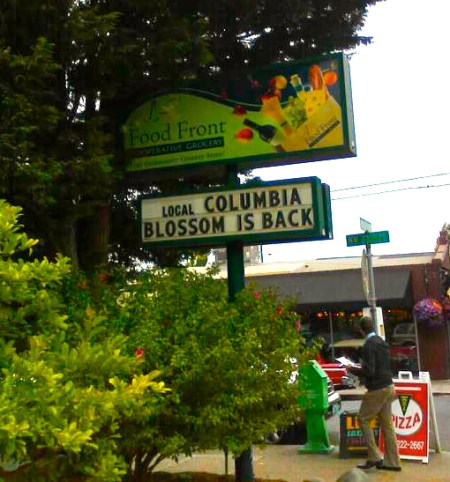 Food Front
COOPERATIVE GROCERY
LOCAL COLUMBIA
BLOSSOM IS BACK
PIZZA
222-2667